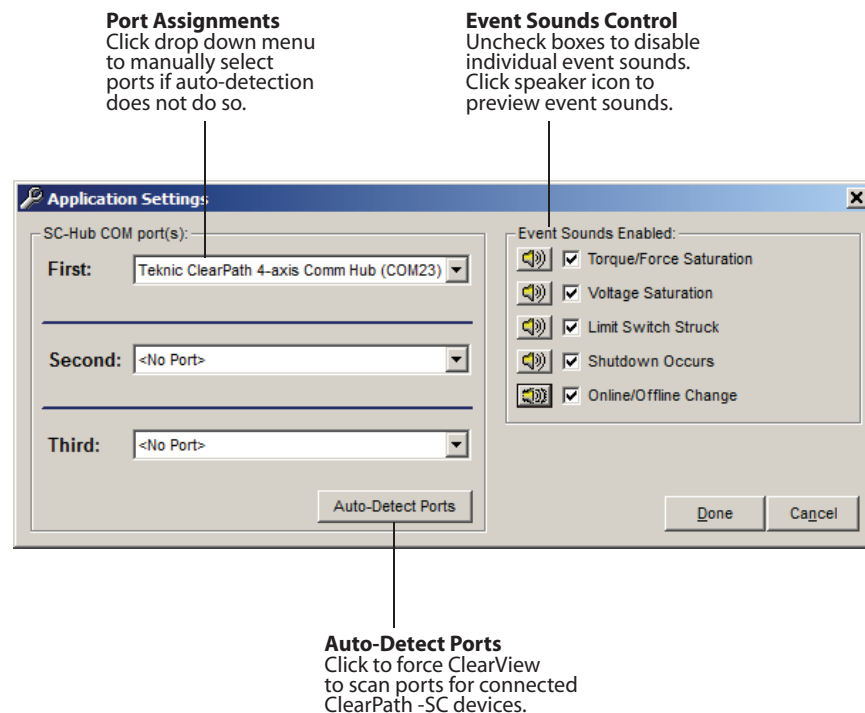 Port Assignments
Click drop down menu
to manually select
ports if auto-detection
does not do so.
Event Sounds Control
Uncheck boxes to disable
individual event sounds.
Click speaker icon to
preview event sounds.
Application Settings
SC-Hub COM port(s):
First: Teknic ClearPath 4-axis Comm Hub (COM23)
Second: <No Port>
Third: <No Port>
Auto-Detect Ports
Event Sounds Enabled:
Torque/Force Saturation
Voltage Saturation
Limit Switch Struck
Shutdown Occurs
Online/Offline Change
Done Cancel
Auto-Detect Ports
Click to force ClearView
to scan ports for connected
ClearPath -SC devices.